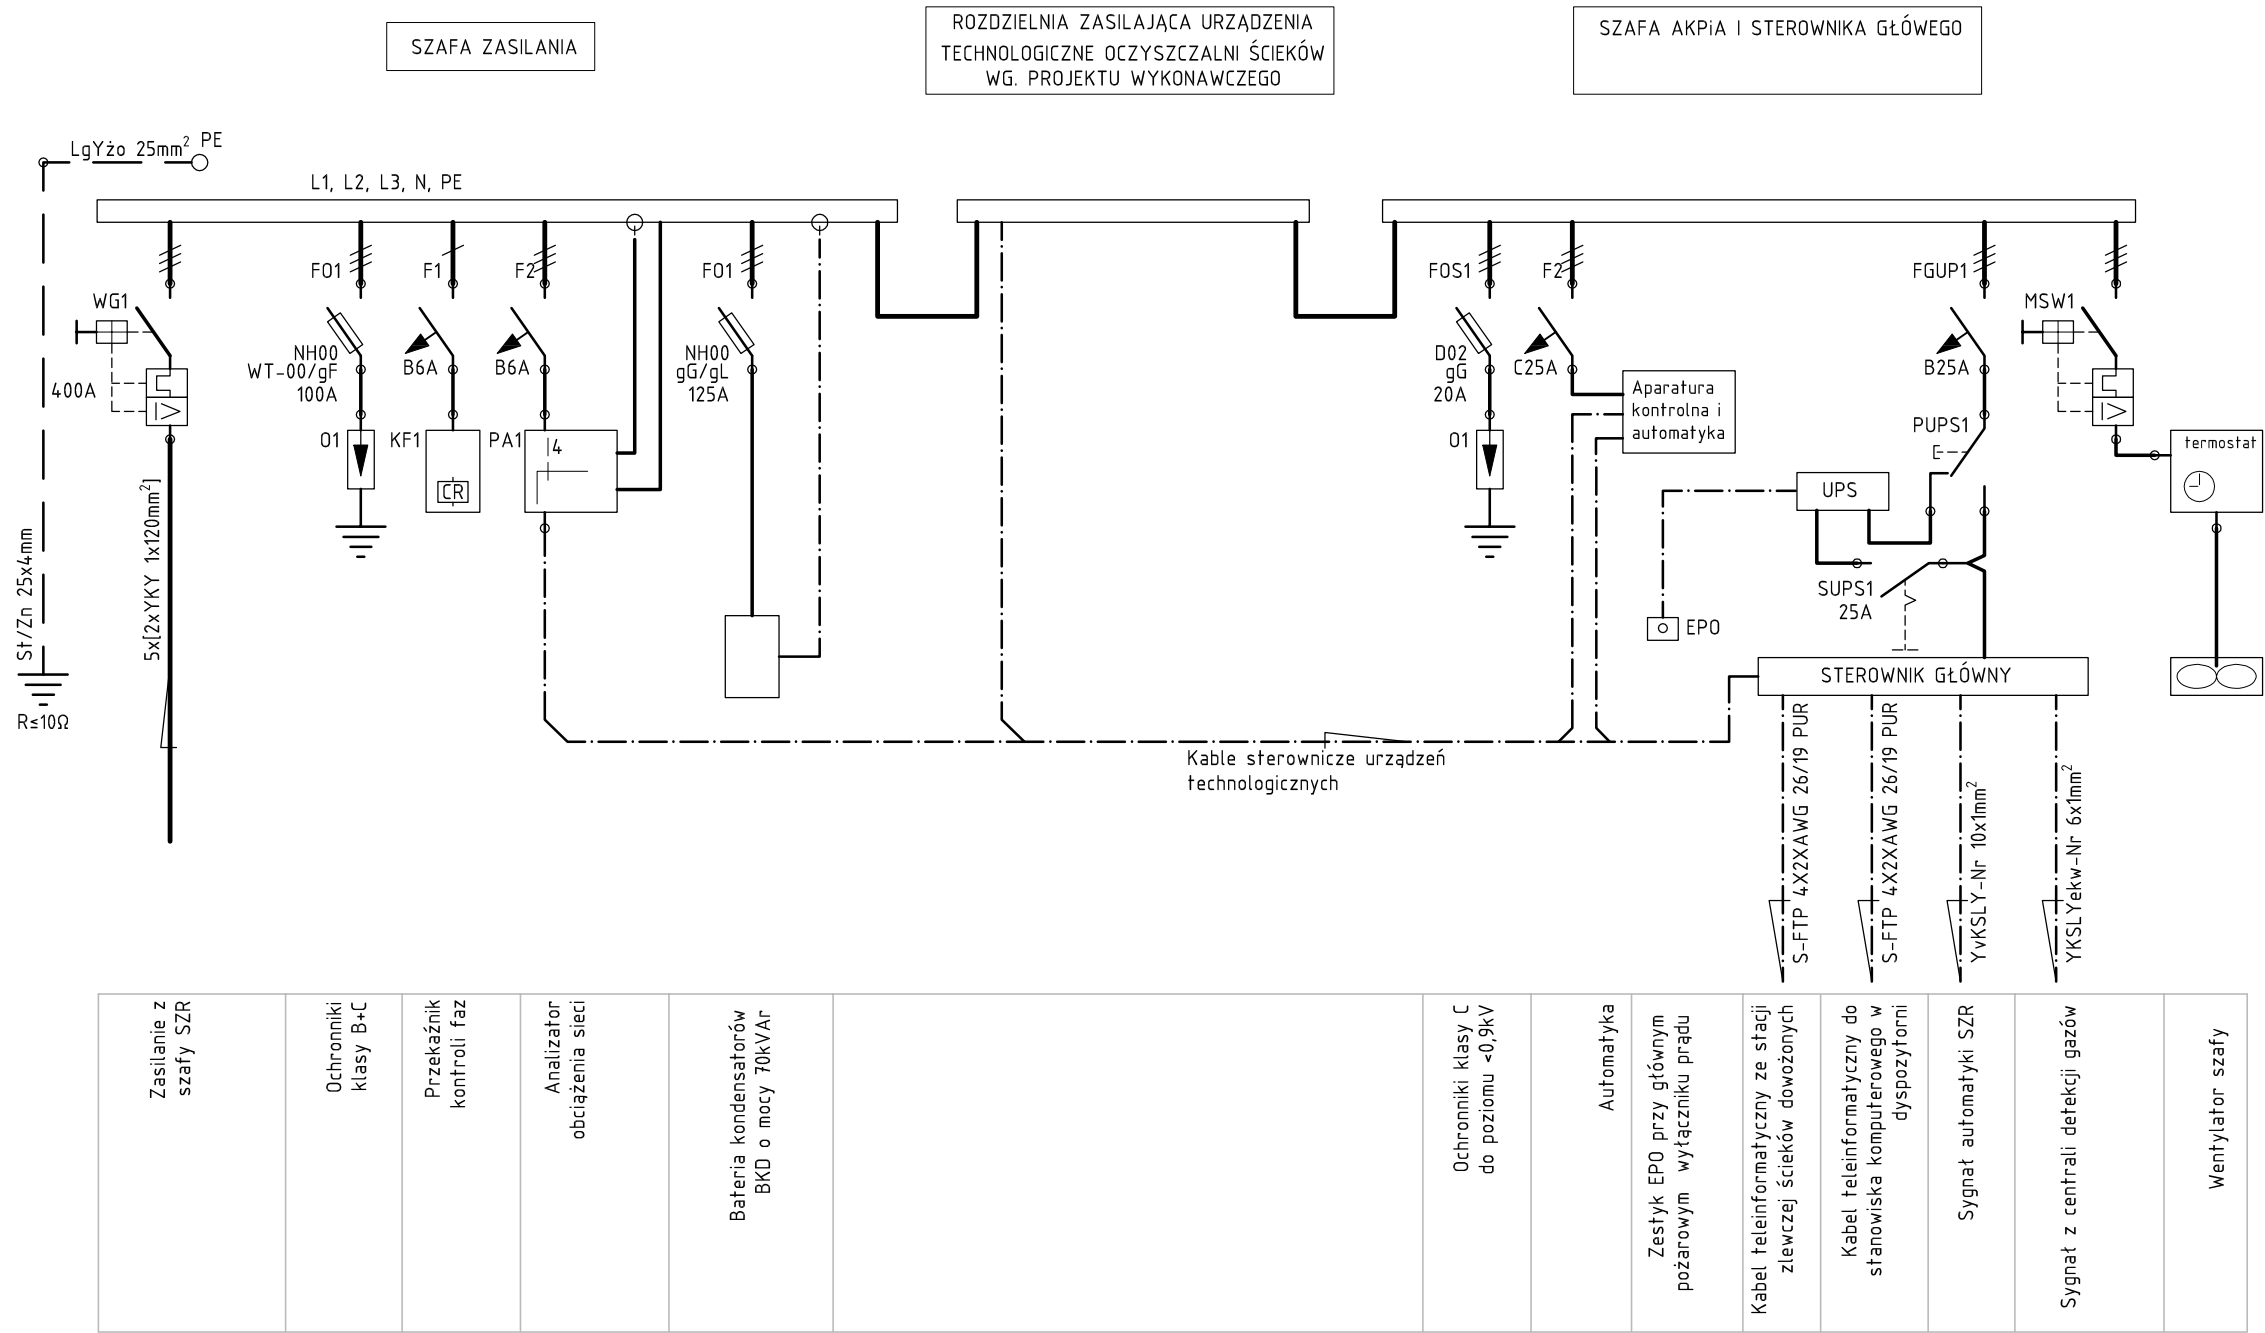 SZAFA ZASILANIA
ROZDZIELNIA ZASILAJĄCA URZĄDZENIA
TECHNOLOGICZNE OCZYSZCZALNI ŚCIEKÓW
WG. PROJEKTU WYKONAWCZEGO
SZAFA AKPiA I STEROWNIKA GŁÓWEGO
LgYżo 25mm²
PE
L1, L2, L3, N, PE
St/Zn 25x4mm
R≤10Ω
WG1
400A
5x[2xYKY 1x120mm²]
FO1
NH00
WT-00/gF
100A
O1
F1
B6A
KF1
CR
F2
B6A
PA1
4
FO1
NH00
gG/gL
125A
FOS1
D02
gG
20A
O1
F2
C25A
Aparatura
kontrolna i
automatyka
FGUP1
B25A
PUPS1
UPS
SUPS1
25A
EPO
MSW1
termostat
STEROWNIK GŁÓWNY
Kable sterownicze urządzeń
technologicznych
S-FTP 4X2XAWG 26/19 PUR
S-FTP 4X2XAWG 26/19 PUR
YvKSLY-Nr 10x1mm²
YKSLYekw-Nr 6x1mm²
Zasilanie z
szafy SZR
Ochronniki
klasy B+C
Przekaźnik
kontroli faz
Analizator
obciążenia sieci
Bateria kondensatorów
BKD o mocy 70kVAr
Ochronniki klasy C
do poziomu <0,9kV
Automatyka
Zestyk EPO przy głównym
pożarowym wyłączniku prądu
Kabel teleinformatyczny ze stacji
zlewczej ścieków dowożonych
Kabel teleinformatyczny do
stanowiska komputerowego w
dyspozytorni
Sygnał automatyki SZR
Sygnał z centrali detekcji gazów
Wentylator szafy